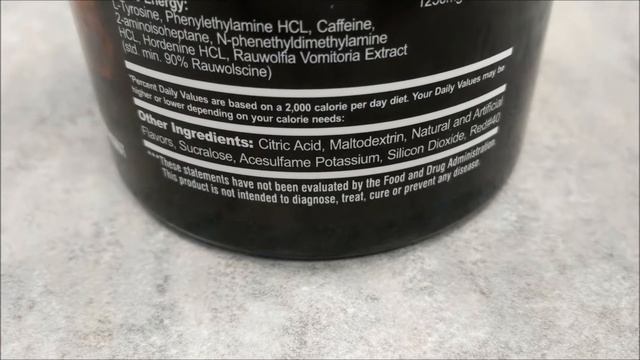 Energy:
L-Tyrosine, Phenylethylamine HCL, Caffeine,
2-aminoisoheptane, N-phenethyldimethylamine
HCL, Hordenine HCL, Rauwolfia Vomitoria Extract
(std. min. 90% Rauwolscine)
*Percent Daily Values are based on a 2,000 calorie per day diet. Your Daily Values may be
higher or lower depending on your calorie needs:
Other Ingredients: Citric Acid, Maltodextrin, Natural and Artificial
Flavors, Sucralose, Acesulfame Potassium, Silicon Dioxide, Red#40
***These statements have not been evaluated by the Food and Drug Administration.
This product is not intended to diagnose, treat, cure or prevent any disease.